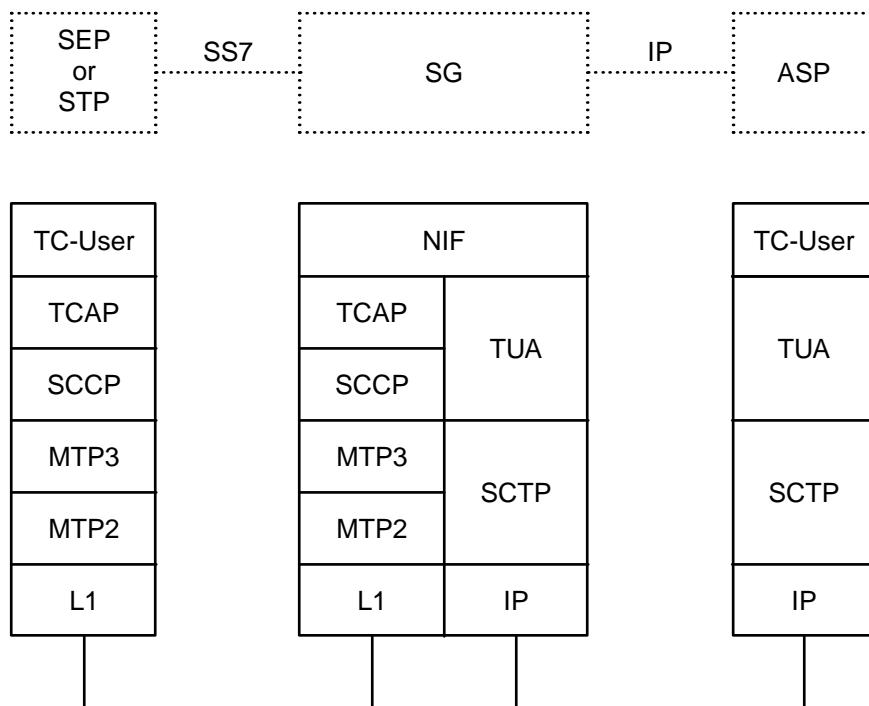 SEP
or
STP
SS7
SG
IP
ASP
TC-User
NIF
TC-User
TCAP
TCAP
TUA
TUA
SCCP
SCCP
MTP3
MTP3
SCTP
SCTP
MTP2
MTP2
L1
L1
IP
IP